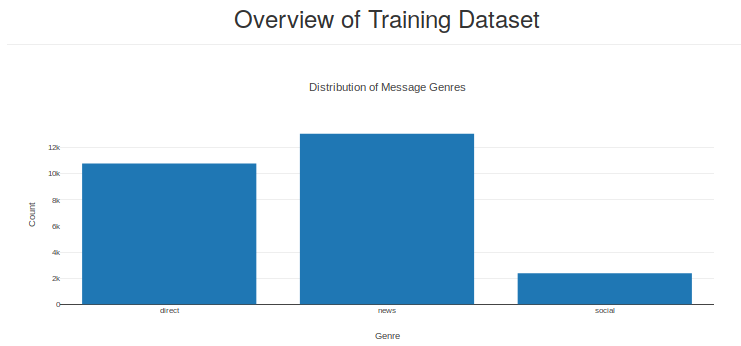 Overview of Training Dataset
Distribution of Message Genres
12k
10k
8k
6k
4k
2k
0
Count
direct
news
social
Genre